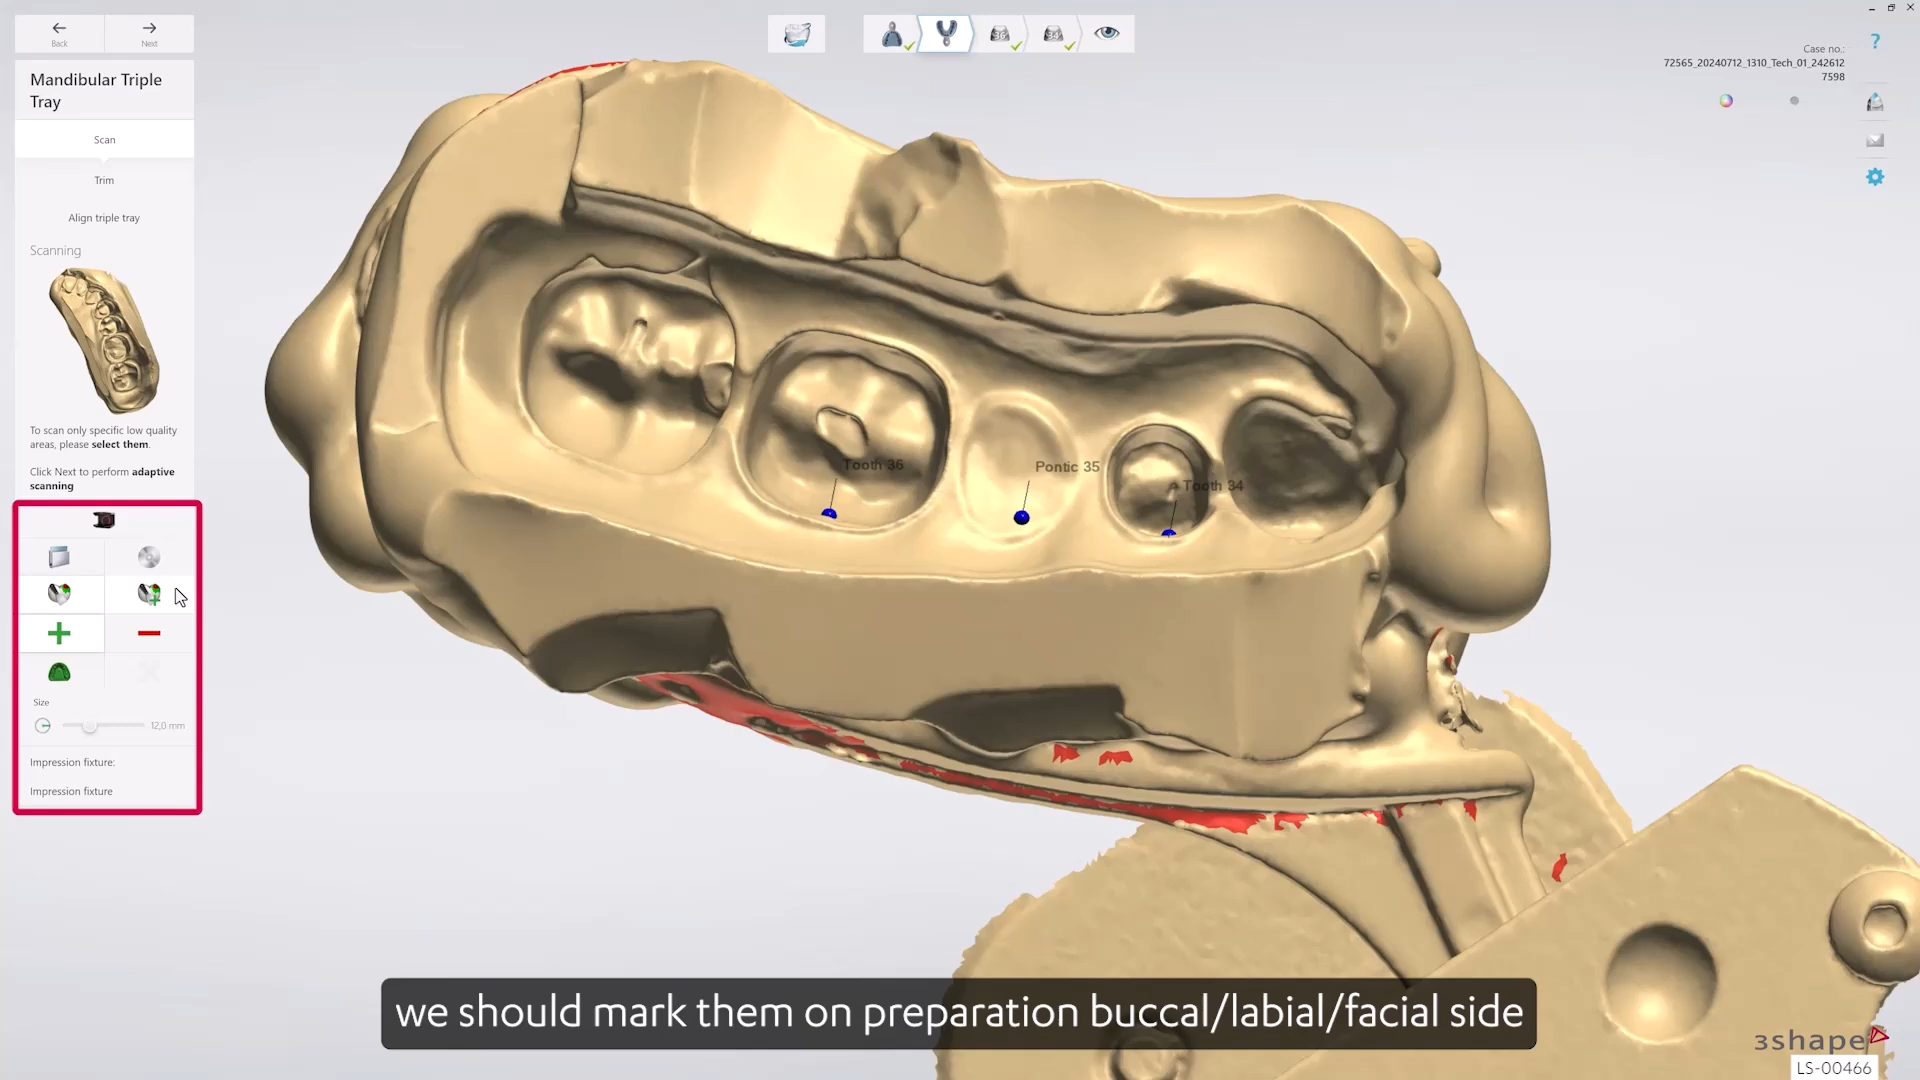 Back
Next
Mandibular Triple
Tray
Scan
Trim
Align triple tray
Scanning
To scan only specific low quality
areas, please select them.
Click Next to perform adaptive
scanning
Size
12,0 mm
Impression fixture:
Impression fixture
36
34
?
Case no.:
72565_20240712_1310_Tech_01_242612
7598
Tooth 36
Pontic 35
Tooth 34
we should mark them on preparation buccal/labial/facial side
3shape
LS-00466